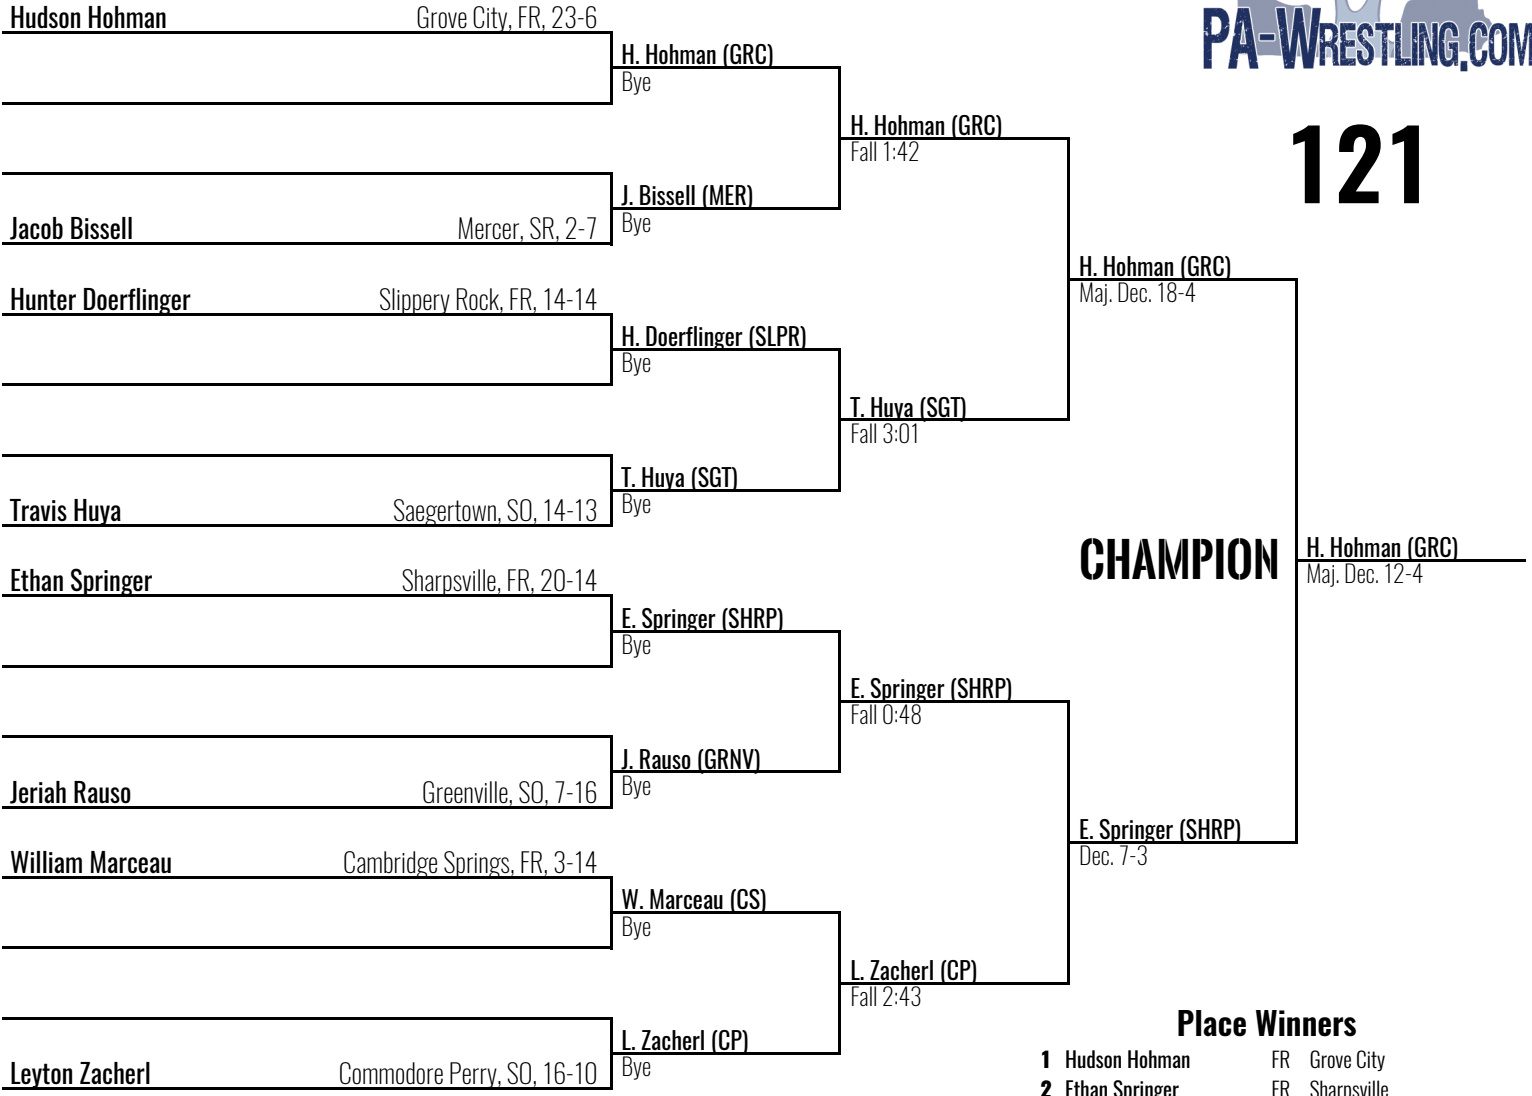 Hudson Hohman Grove City, FR, 23-6
H. Hohman (GRC)
Bye
J. Bissell (MER)
Bye
Jacob Bissell Mercer, SR, 2-7
H. Hohman (GRC)
Fall 1:42
Hunter Doerflinger Slippery Rock, FR, 14-14
H. Doerflinger (SLPR)
Bye
T. Huya (SGT)
Bye
Travis Huya Saegertown, SO, 14-13
T. Huya (SGT)
Fall 3:01
H. Hohman (GRC)
Maj. Dec. 18-4
Ethan Springer Sharpsville, FR, 20-14
E. Springer (SHRP)
Bye
J. Rauso (GRNV)
Bye
Jeriah Rauso Greenville, SO, 7-16
E. Springer (SHRP)
Fall 0:48
William Marceau Cambridge Springs, FR, 3-14
W. Marceau (CS)
Bye
L. Zacherl (CP)
Bye
Leyton Zacherl Commodore Perry, SO, 16-10
L. Zacherl (CP)
Fall 2:43
E. Springer (SHRP)
Dec. 7-3
PA-WRESTLING.COM
121
CHAMPION
H. Hohman (GRC)
Maj. Dec. 12-4
Place Winners
1 Hudson Hohman FR Grove City
2 Ethan Springer FR Sharpsville